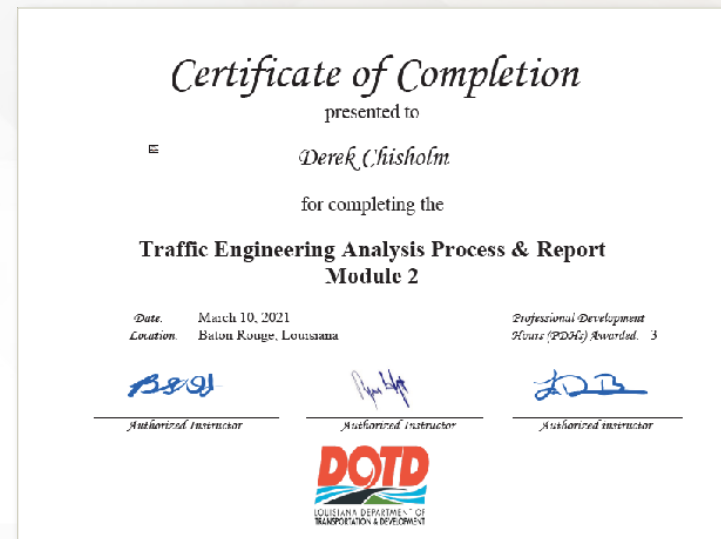 Certificate of Completion
presented to
Derek Chisholm
for completing the
Traffic Engineering Analysis Process & Report
Module 2
Date: March 10, 2021
Location: Baton Rouge, Louisiana
Professional Development
Hours (PDHs) Awarded: 3
Authorized Instructor
Authorized Instructor
Authorized instructor
DOTD
LOUISIANA DEPARTMENT OF
TRANSPORTATION & DEVELOPMENT